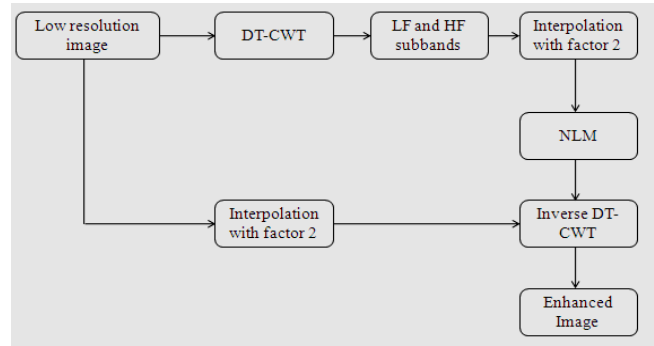 Low resolution
image
DT-CWT
LF and HF
subbands
Interpolation
with factor 2
NLM
Interpolation
with factor 2
Inverse DT-
CWT
Enhanced
Image